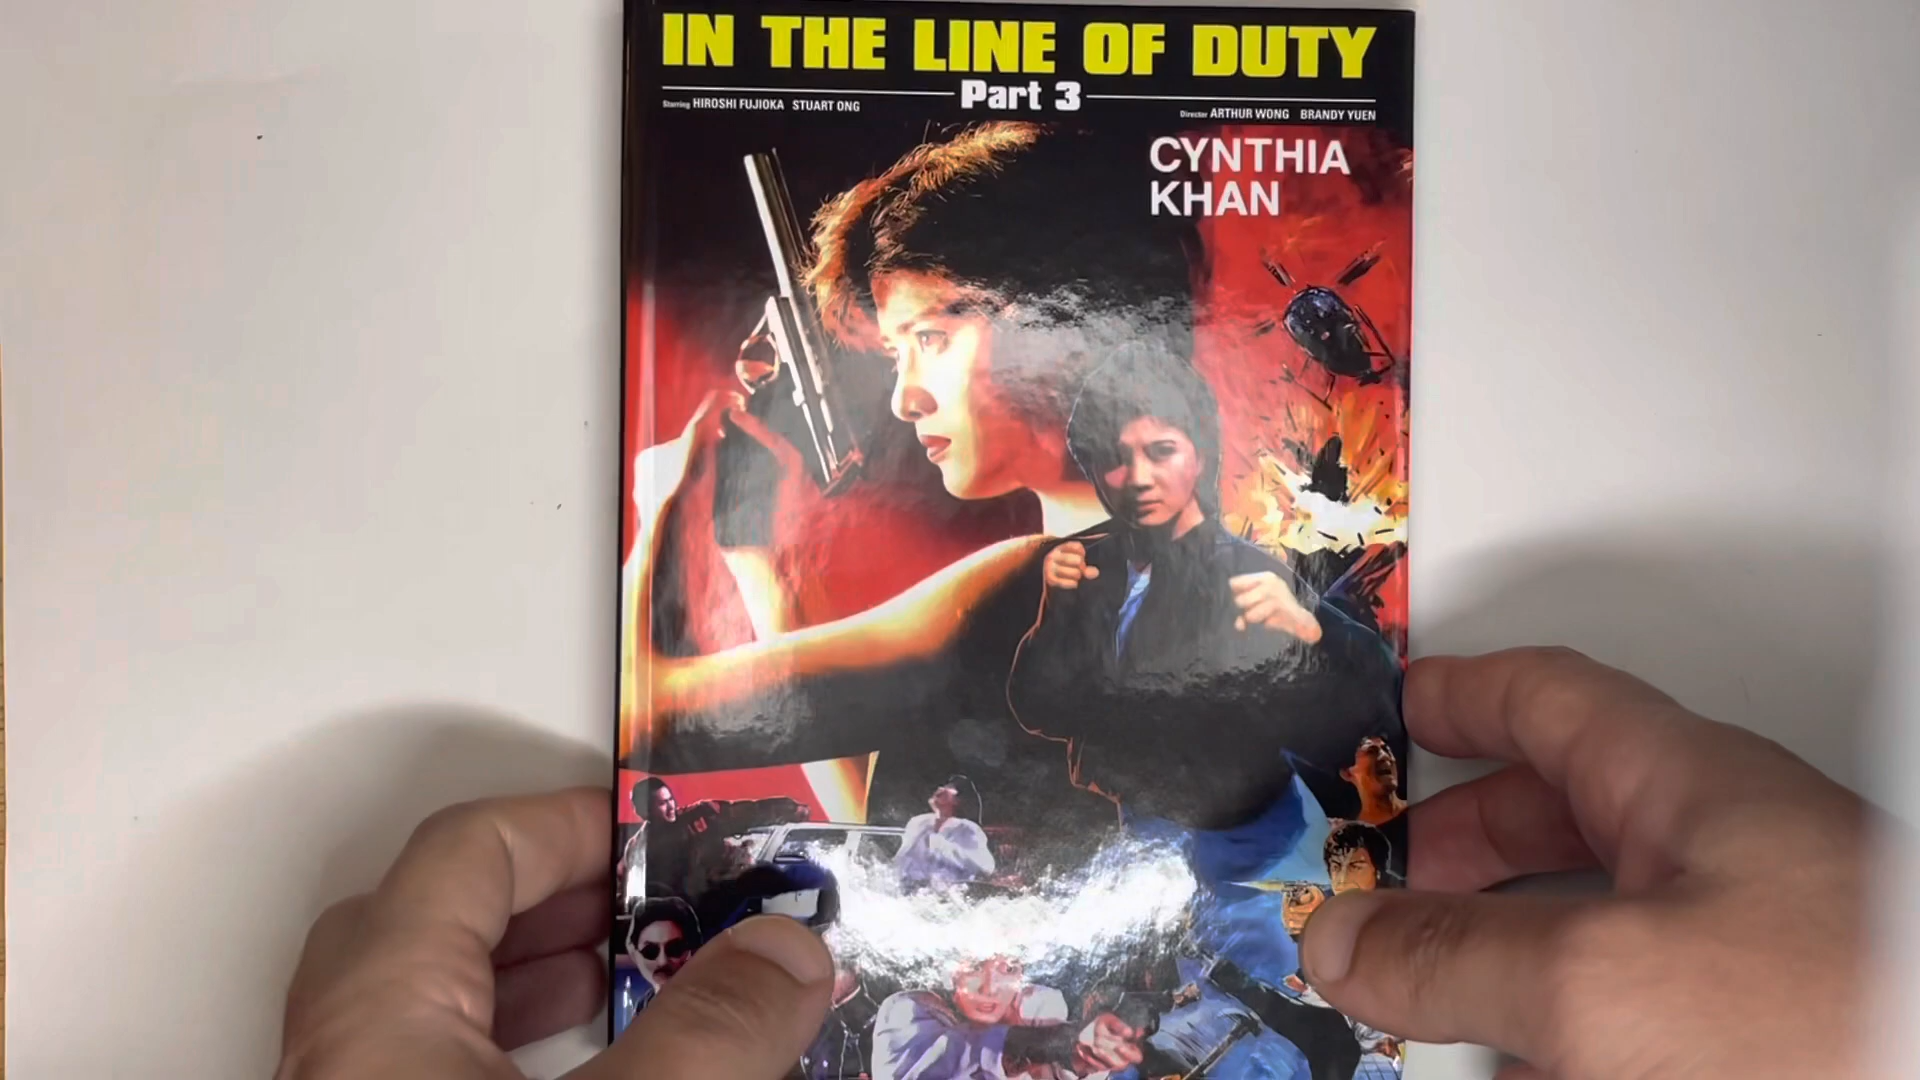 IN THE LINE OF DUTY
Part 3
Starring HIROSHI FUJIOKA STUART ONG
Director ARTHUR WONG BRANDY YUEN
CYNTHIA
KHAN